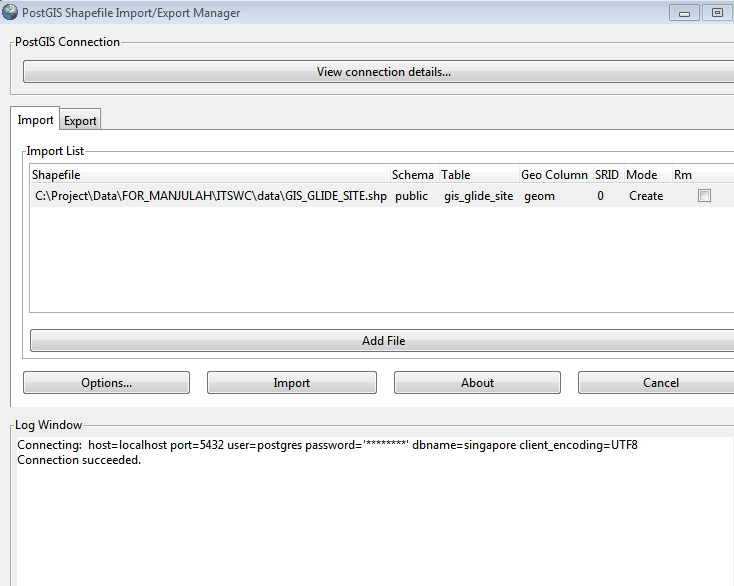 PostGIS Shapefile Import/Export Manager
PostGIS Connection
View connection details...
Import Export
Import List
Shapefile Schema Table Geo Column SRID Mode Rm
C:\Project\Data\FOR_MANJULAH\ITSWC\data\GIS_GLIDE_SITE.shp public gis_glide_site geom 0 Create
Add File
Options... Import About Cancel
Log Window
Connecting: host=localhost port=5432 user=postgres password='********' dbname=singapore client_encoding=UTF8
Connection succeeded.